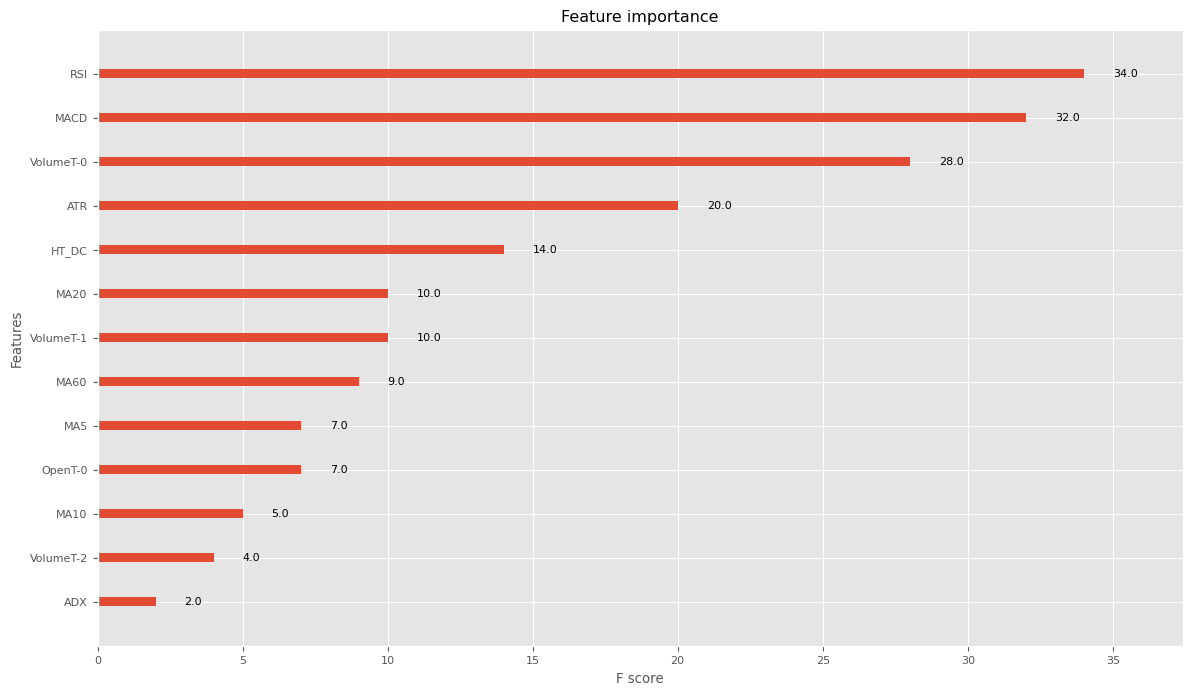 Feature importance
Features
RSI 34.0
MACD 32.0
VolumeT-0 28.0
ATR 20.0
HT_DC 14.0
MA20 10.0
VolumeT-1 10.0
MA60 9.0
MA5 7.0
OpenT-0 7.0
MA10 5.0
VolumeT-2 4.0
ADX 2.0
0 5 10 15 20 25 30 35
F score